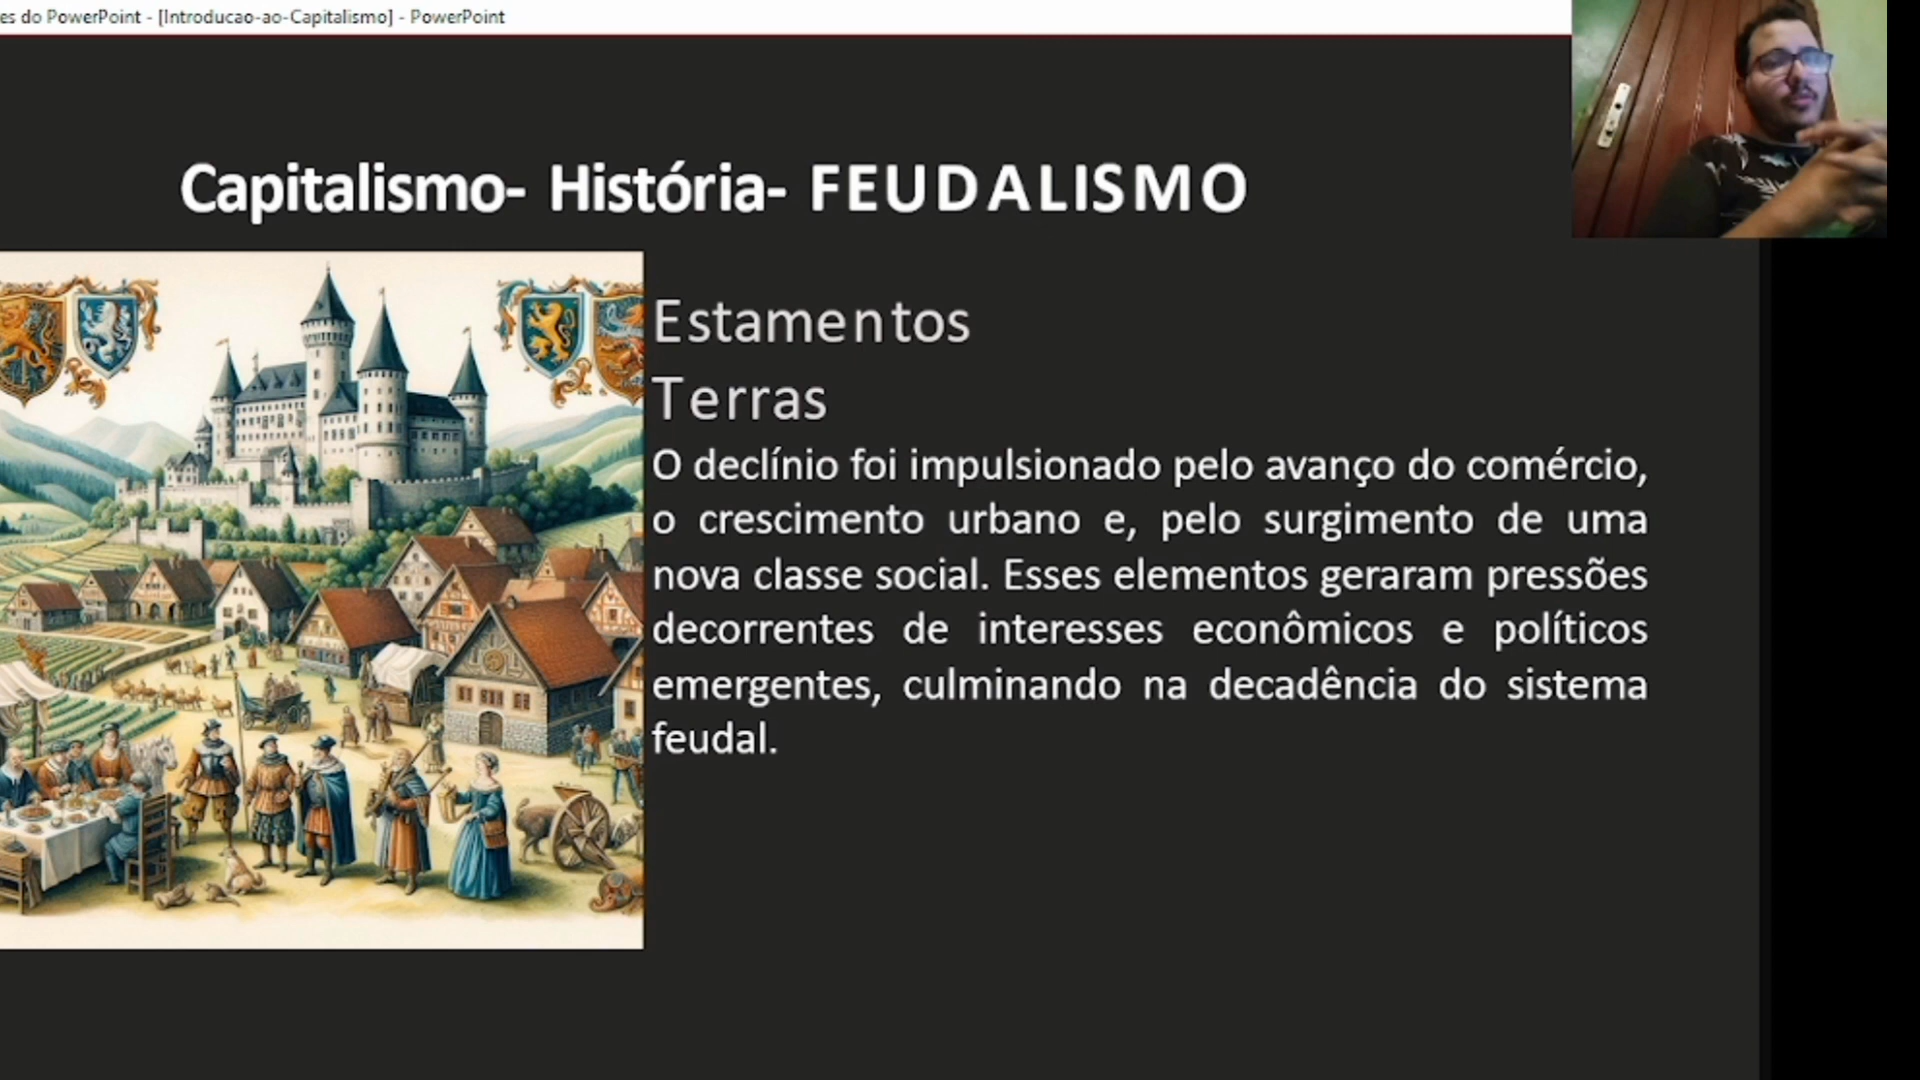 es do PowerPoint - [Introducao-ao-Capitalismo] - PowerPoint
Capitalismo- História- FEUDALISMO
Estamentos
Terras
O declínio foi impulsionado pelo avanço do comércio,
o crescimento urbano e, pelo surgimento de uma
nova classe social. Esses elementos geraram pressões
decorrentes de interesses econômicos e políticos
emergentes, culminando na decadência do sistema
feudal.